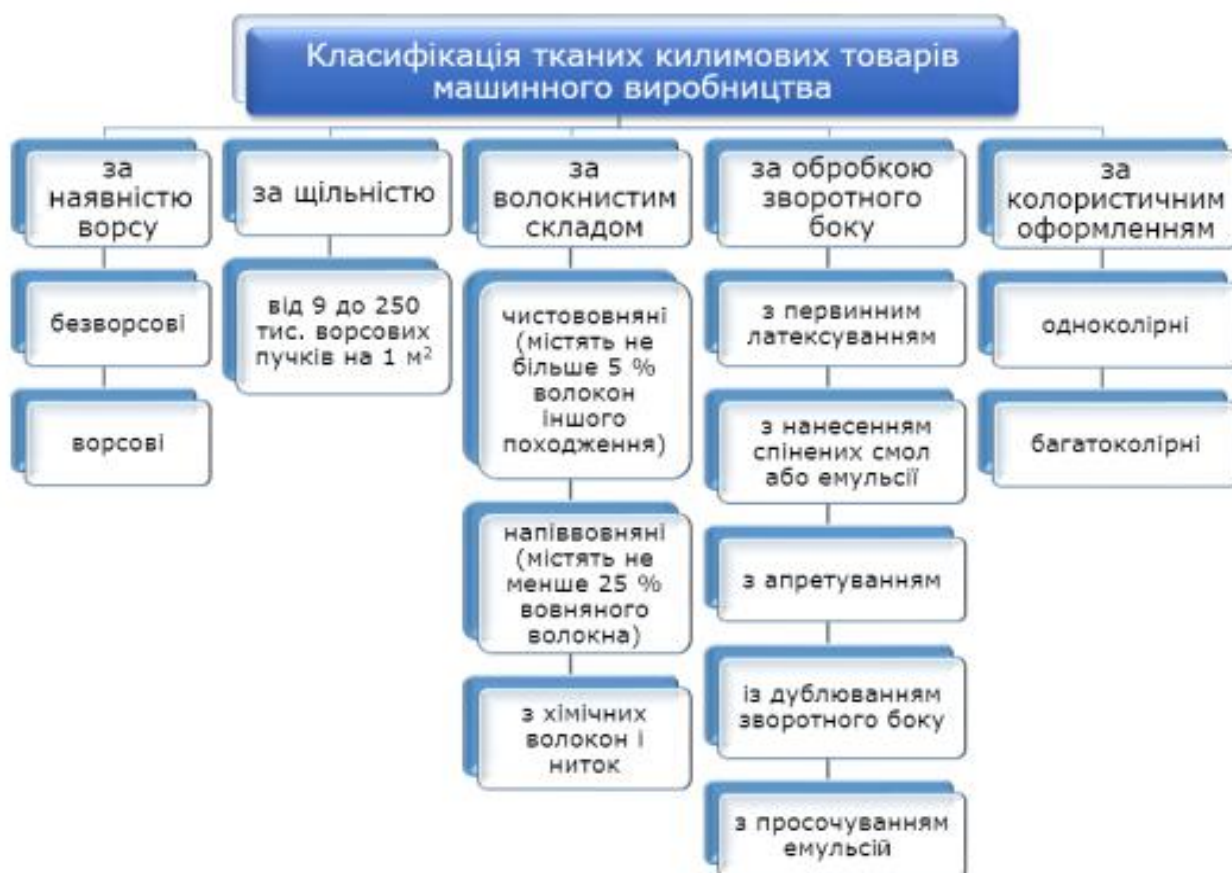 Класифікація тканих килимових товарів
машинного виробництва
за
наявністю
ворсу
безворсові
ворсові
за щільністю
від 9 до 250
тис. ворсових
пучків на 1 м²
за
волокнистим
складом
чистововняні
(містять не
більше 5 %
волокон
іншого
походження)
напіввовняні
(містять не
менше 25 %
вовняного
волокна)
з хімічних
волокон і
ниток
за обробкою
зворотного
боку
з первинним
латексуванням
з нанесенням
спінених смол
або емульсії
з апретуванням
із дублюванням
зворотного боку
з просочуванням
емульсій
за
колористичним
оформленням
одноколірні
багатоколірні